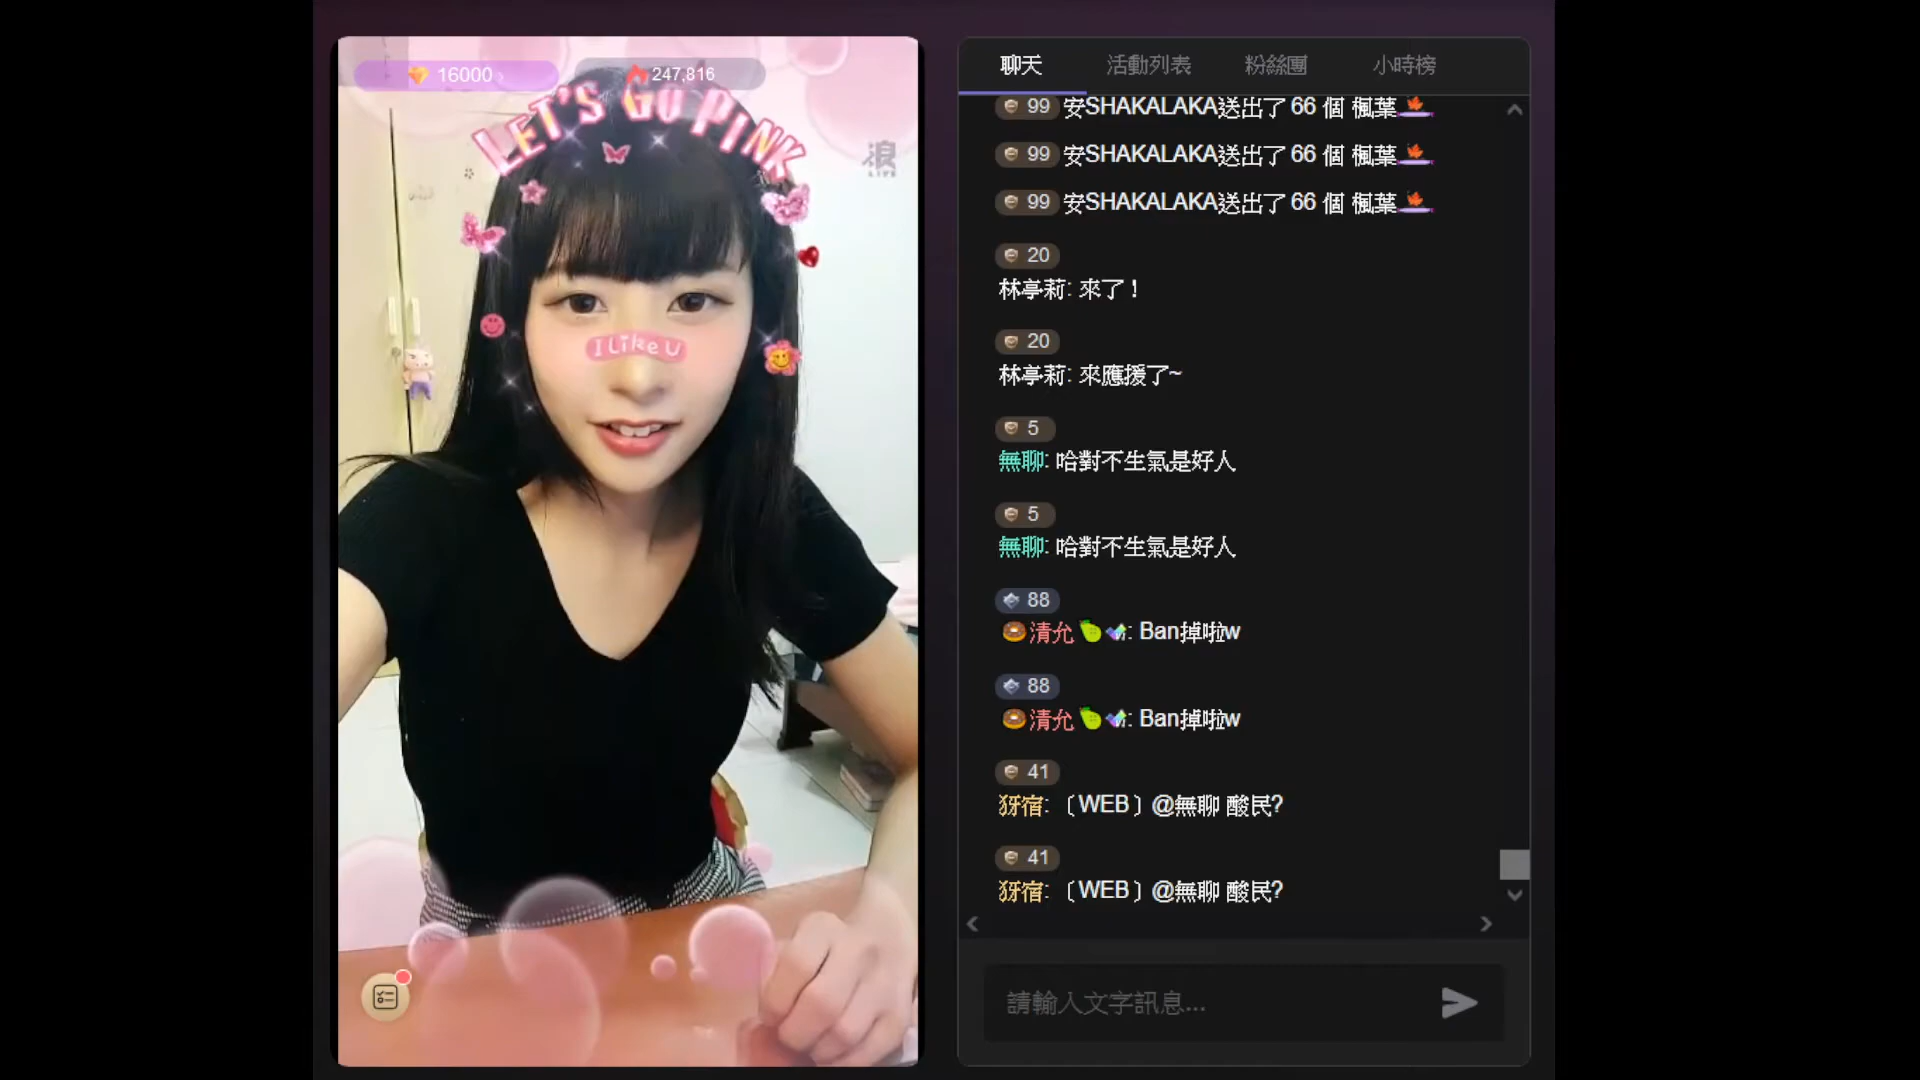 16000
247,816
LET'S GO PINK
浪
LIVE
I Like U
聊天 活動列表 粉絲團 小時榜
99 安SHAKALAKA送出了 66 個 楓葉
99 安SHAKALAKA送出了 66 個 楓葉
99 安SHAKALAKA送出了 66 個 楓葉
20
林亭莉: 來了!
20
林亭莉: 來應援了~
5
無聊: 哈對不生氣是好人
5
無聊: 哈對不生氣是好人
88
清允: Ban掉啦w
88
清允: Ban掉啦w
41
犽宿: 〔WEB〕@無聊 酸民?
41
犽宿: 〔WEB〕@無聊 酸民?
請輸入文字訊息...